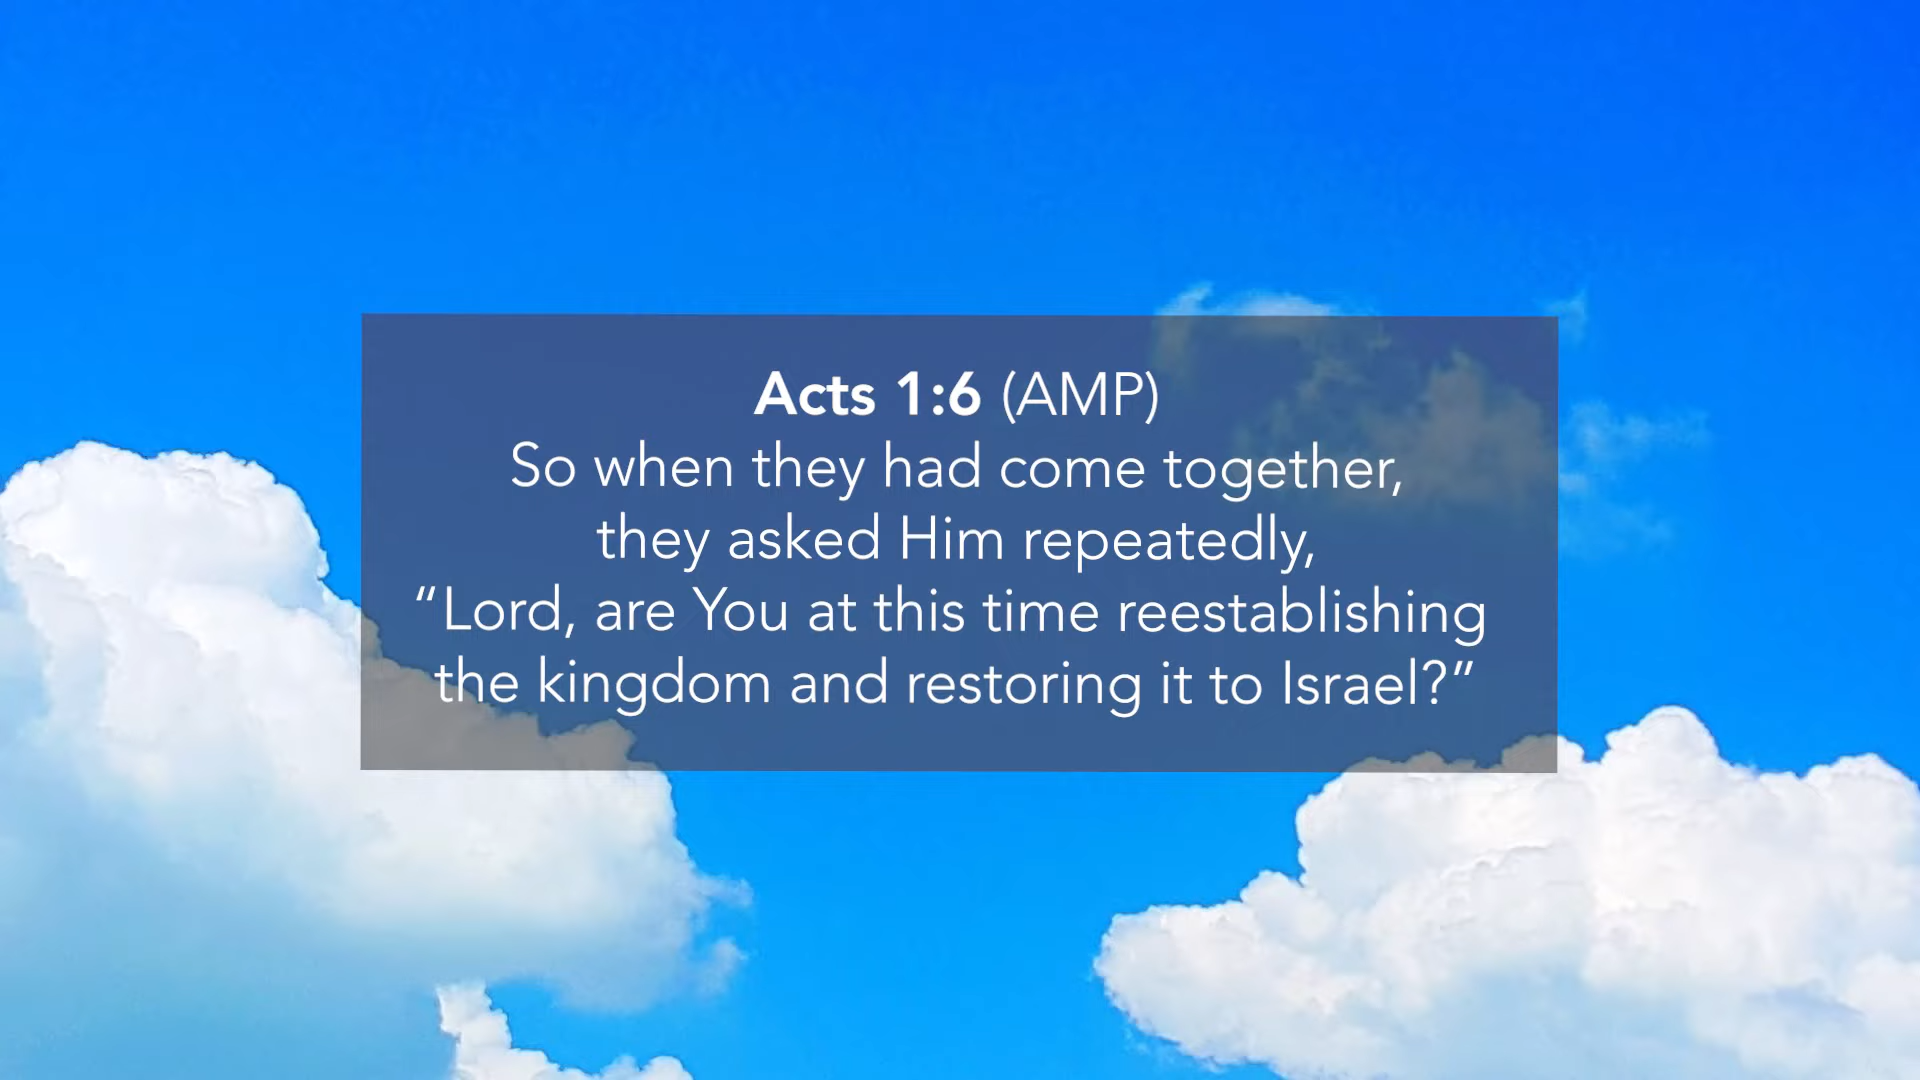 Acts 1:6 (AMP)
So when they had come together,
they asked Him repeatedly,
“Lord, are You at this time reestablishing
the kingdom and restoring it to Israel?”